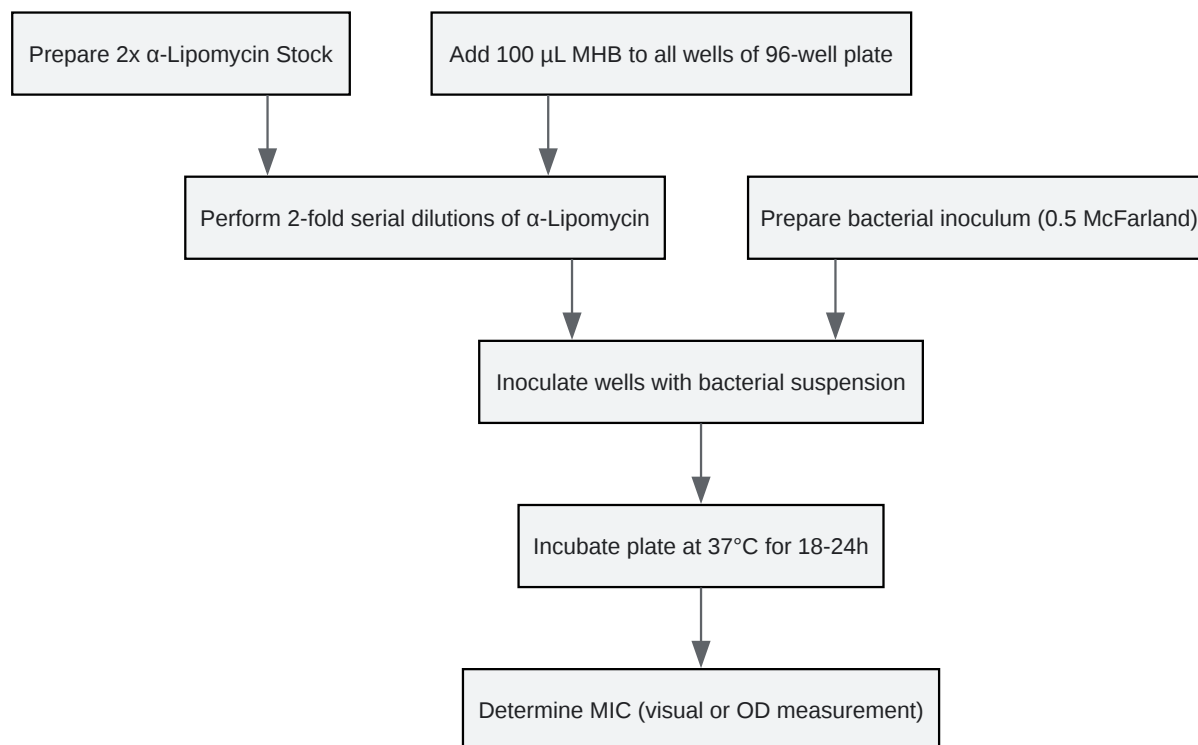 Prepare 2x α-Lipomycin Stock
Add 100 µL MHB to all wells of 96-well plate
Perform 2-fold serial dilutions of α-Lipomycin
Prepare bacterial inoculum (0.5 McFarland)
Inoculate wells with bacterial suspension
Incubate plate at 37°C for 18-24h
Determine MIC (visual or OD measurement)